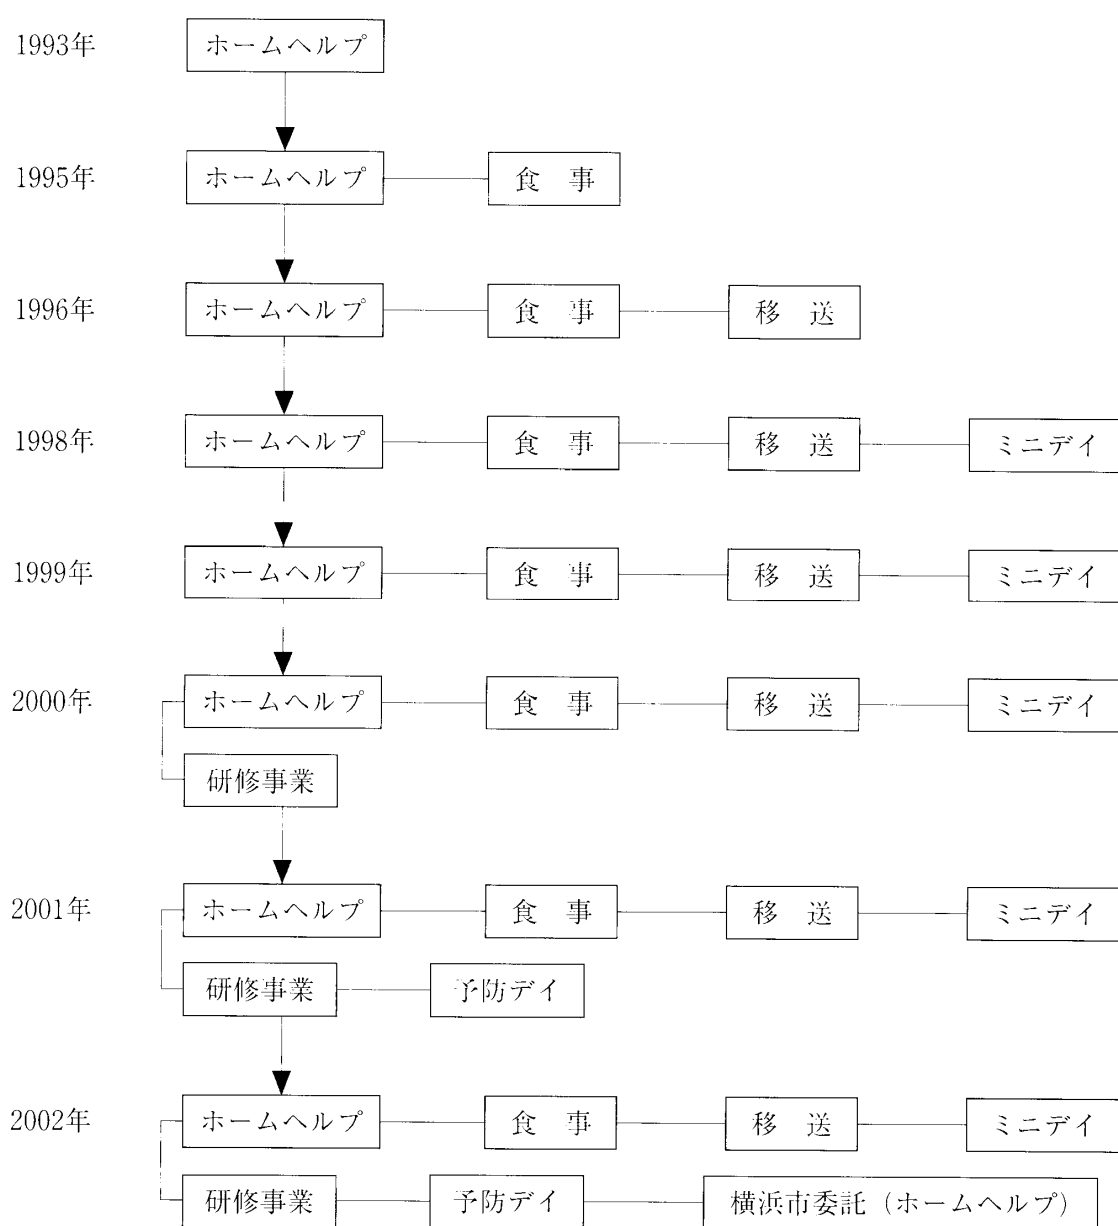 1993年 ホームヘルプ
1995年 ホームヘルプ 食 事
1996年 ホームヘルプ 食 事 移 送
1998年 ホームヘルプ 食 事 移 送 ミニデイ
1999年 ホームヘルプ 食 事 移 送 ミニデイ
2000年 ホームヘルプ 食 事 移 送 ミニデイ
研修事業
2001年 ホームヘルプ 食 事 移 送 ミニデイ
研修事業 予防デイ
2002年 ホームヘルプ 食 事 移 送 ミニデイ
研修事業 予防デイ 横浜市委託（ホームヘルプ）